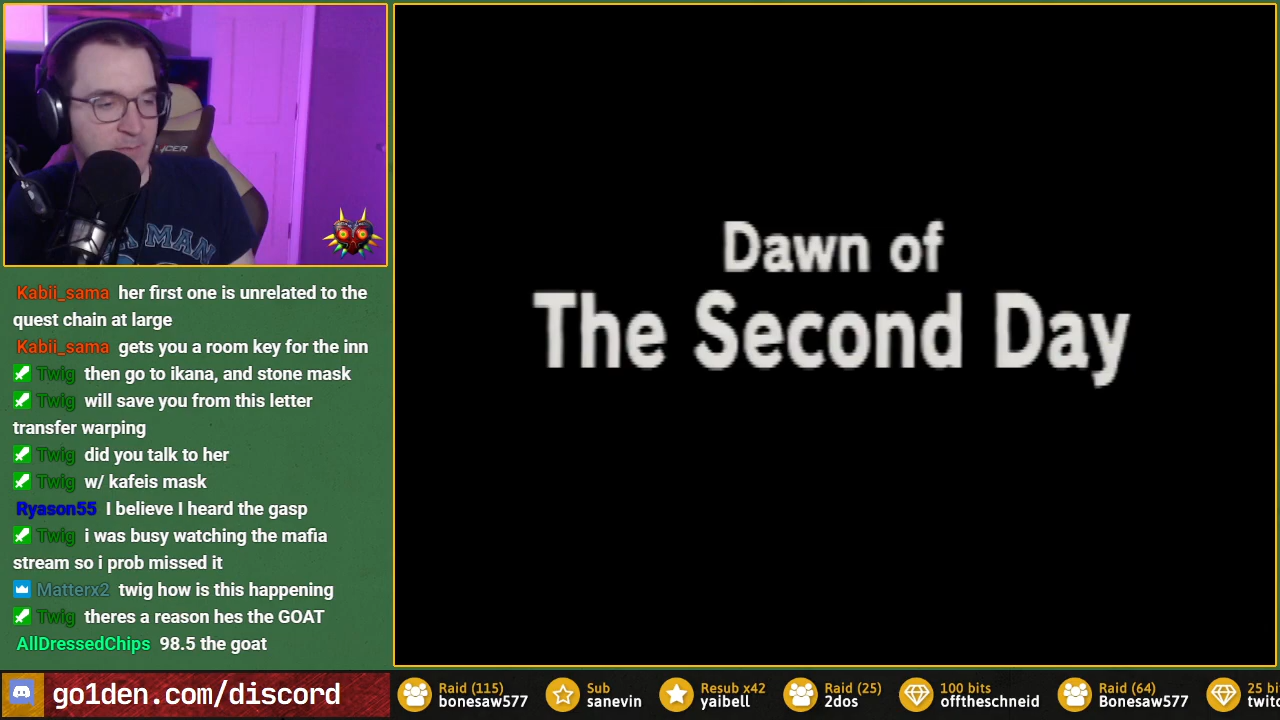 Dawn of
The Second Day
Kabii_sama her first one is unrelated to the
quest chain at large
Kabii_sama gets you a room key for the inn
Twig then go to ikana, and stone mask
Twig will save you from this letter
transfer warping
Twig did you talk to her
Twig w/ kafeis mask
Ryason55 I believe I heard the gasp
Twig i was busy watching the mafia
stream so i prob missed it
Matterx2 twig how is this happening
Twig theres a reason hes the GOAT
AllDressedChips 98.5 the goat
go1den.com/discord
Raid (115)
bonesaw577
Sub
sanevin
Resub x42
yaibell
Raid (25)
2dos
100 bits
offtheschneid
Raid (64)
Bonesaw577